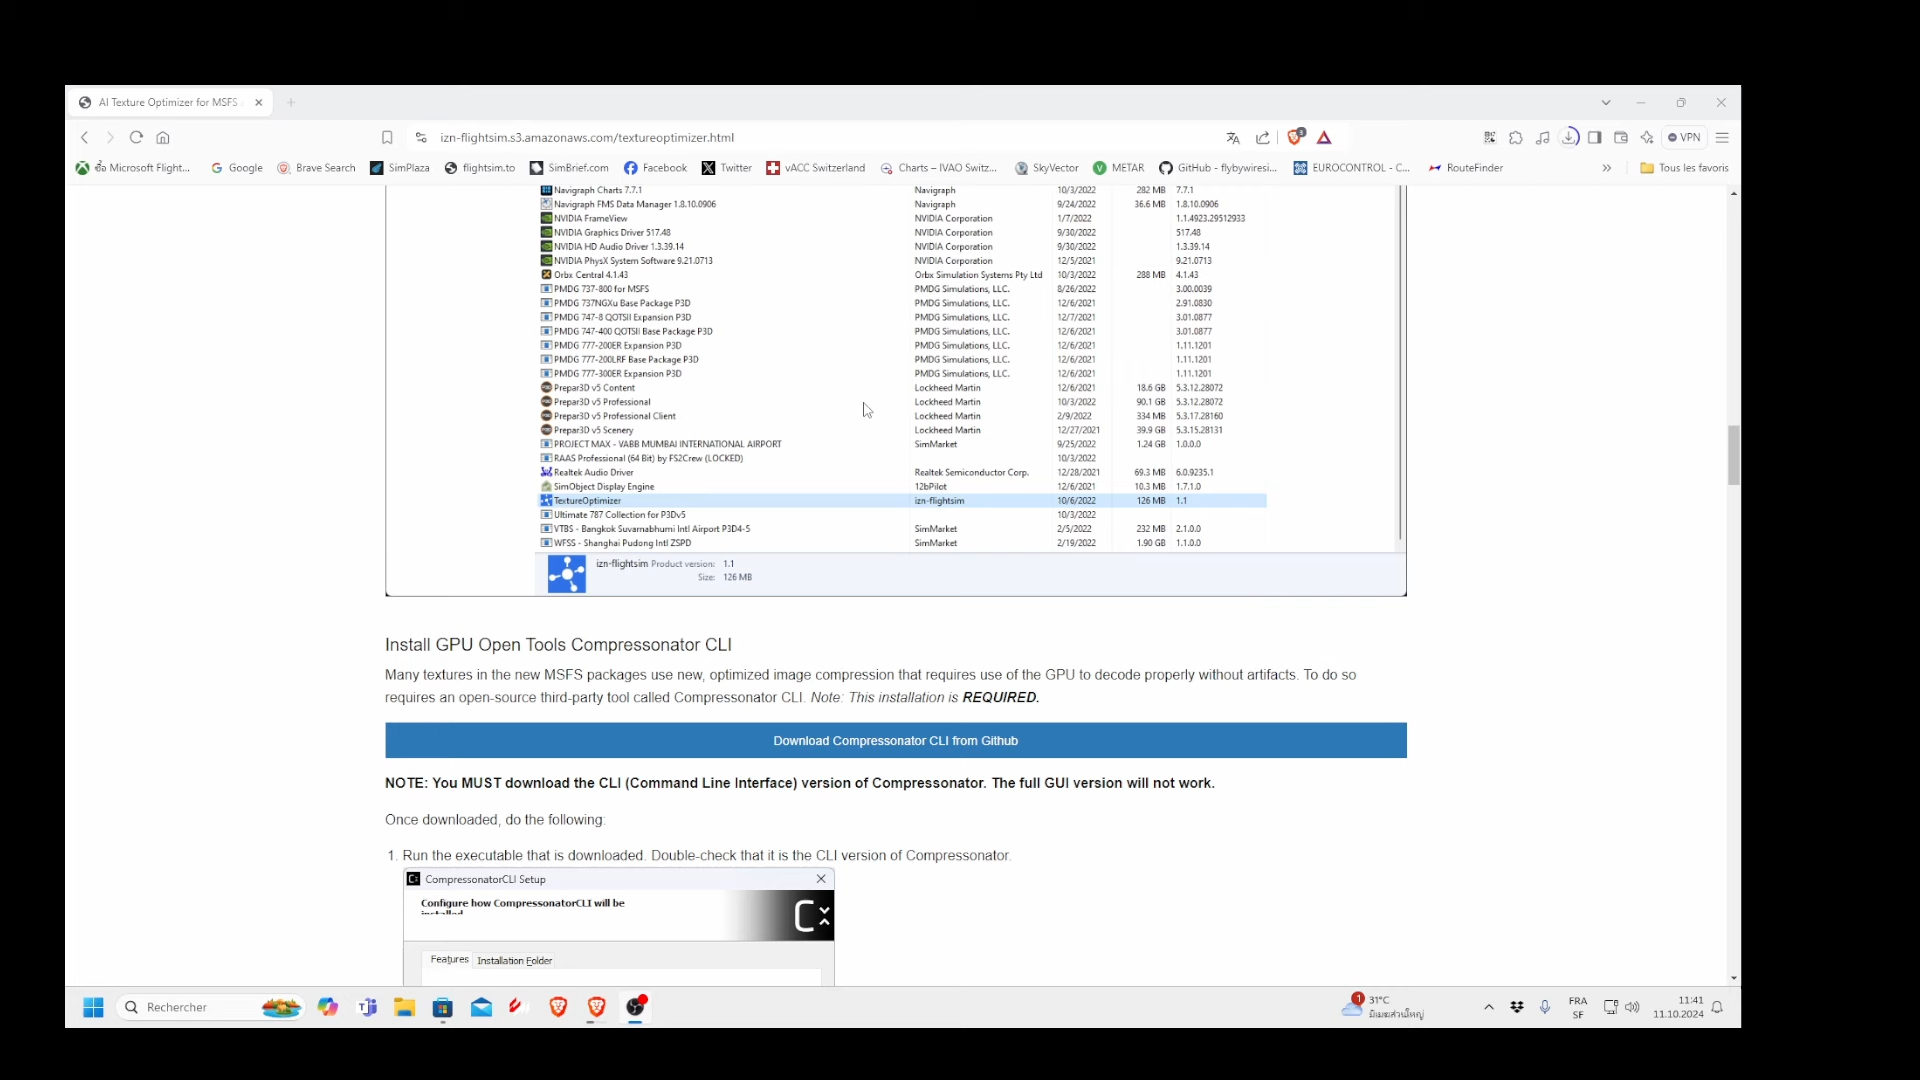 AI Texture Optimizer for MSFS
izn-flightsim.s3.amazonaws.com/textureoptimizer.html
VPN
ซื้อ Microsoft Flight... Google Brave Search SimPlaza flightsim.to SimBrief.com Facebook Twitter vACC Switzerland Charts – IVAO Switz... SkyVector METAR GitHub - flybywiresi... EUROCONTROL - C... RouteFinder » Tous les favoris
Navigraph Charts 7.7.1 Navigraph 10/3/2022 282 MB 7.7.1
Navigraph FMS Data Manager 1.8.10.0906 Navigraph 9/24/2022 36.6 MB 1.8.10.0906
NVIDIA FrameView NVIDIA Corporation 1/7/2022 1.1.4923.29512933
NVIDIA Graphics Driver 517.48 NVIDIA Corporation 9/30/2022 517.48
NVIDIA HD Audio Driver 1.3.39.14 NVIDIA Corporation 9/30/2022 1.3.39.14
NVIDIA PhysX System Software 9.21.0713 NVIDIA Corporation 12/5/2021 9.21.0713
Orbx Central 4.1.43 Orbx Simulation Systems Pty Ltd 10/3/2022 288 MB 4.1.43
PMDG 737-800 for MSFS PMDG Simulations, LLC. 8/26/2022 3.00.0039
PMDG 737NGXu Base Package P3D PMDG Simulations, LLC. 12/6/2021 2.91.0830
PMDG 747-8 QOTSII Expansion P3D PMDG Simulations, LLC. 12/7/2021 3.01.0877
PMDG 747-400 QOTSII Base Package P3D PMDG Simulations, LLC. 12/6/2021 3.01.0877
PMDG 777-200ER Expansion P3D PMDG Simulations, LLC. 12/6/2021 1.11.1201
PMDG 777-200LRF Base Package P3D PMDG Simulations, LLC. 12/6/2021 1.11.1201
PMDG 777-300ER Expansion P3D PMDG Simulations, LLC. 12/6/2021 1.11.1201
Prepar3D v5 Content Lockheed Martin 12/6/2021 18.6 GB 5.3.12.28072
Prepar3D v5 Professional Lockheed Martin 10/3/2022 90.1 GB 5.3.12.28072
Prepar3D v5 Professional Client Lockheed Martin 2/9/2022 334 MB 5.3.17.28160
Prepar3D v5 Scenery Lockheed Martin 12/27/2021 39.9 GB 5.3.15.28131
PROJECT MAX - VABB MUMBAI INTERNATIONAL AIRPORT SimMarket 9/25/2022 1.24 GB 1.0.0.0
RAAS Professional (64 Bit) by FS2Crew (LOCKED) 10/3/2022
Realtek Audio Driver Realtek Semiconductor Corp. 12/28/2021 69.3 MB 6.0.9235.1
SimObject Display Engine 12bPilot 12/6/2021 10.3 MB 1.7.1.0
TextureOptimizer izn-flightsim 10/6/2022 126 MB 1.1
Ultimate 787 Collection for P3Dv5 10/3/2022
VTBS - Bangkok Suvarnabhumi Intl Airport P3D4-5 SimMarket 2/5/2022 232 MB 2.1.0.0
WFSS - Shanghai Pudong Intl ZSPD SimMarket 2/19/2022 1.90 GB 1.1.0.0
izn-flightsim Product version: 1.1
Size: 126 MB
Install GPU Open Tools Compressonator CLI
Many textures in the new MSFS packages use new, optimized image compression that requires use of the GPU to decode properly without artifacts. To do so
requires an open-source third-party tool called Compressonator CLI. Note: This installation is REQUIRED.
Download Compressonator CLI from Github
NOTE: You MUST download the CLI (Command Line Interface) version of Compressonator. The full GUI version will not work.
Once downloaded, do the following:
1. Run the executable that is downloaded. Double-check that it is the CLI version of Compressonator.
CompressonatorCLI Setup
Configure how CompressonatorCLI will be
installed
Features Installation Folder
Rechercher
1 31°C
FRA 11:41
SF 11.10.2024